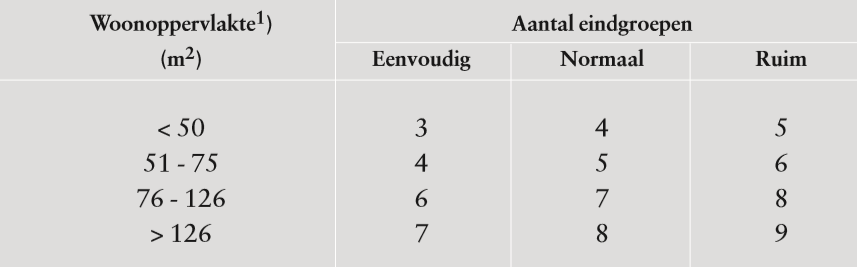 Woonoppervlakte1) Aantal eindgroepen
(m2) Eenvoudig Normaal Ruim
< 50 3 4 5
51 - 75 4 5 6
76 - 126 6 7 8
> 126 7 8 9